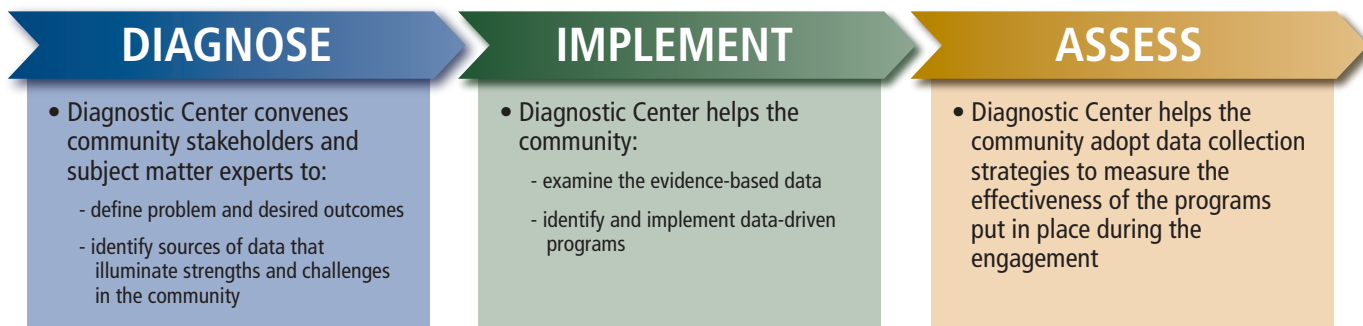 DIAGNOSE
• Diagnostic Center convenes
community stakeholders and
subject matter experts to:
- define problem and desired outcomes
- identify sources of data that
illuminate strengths and challenges
in the community
IMPLEMENT
• Diagnostic Center helps the
community:
- examine the evidence-based data
- identify and implement data-driven
programs
ASSESS
• Diagnostic Center helps the
community adopt data collection
strategies to measure the
effectiveness of the programs
put in place during the
engagement